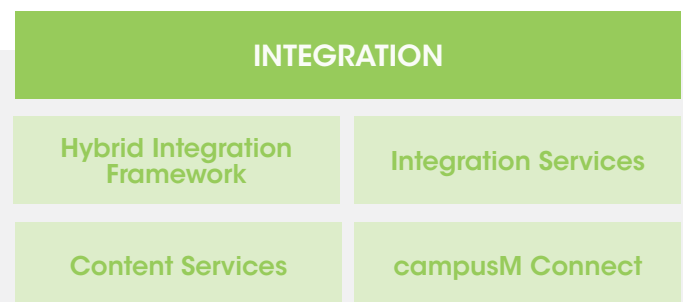 INTEGRATION
Hybrid Integration
Framework
Integration Services
Content Services
campusM Connect